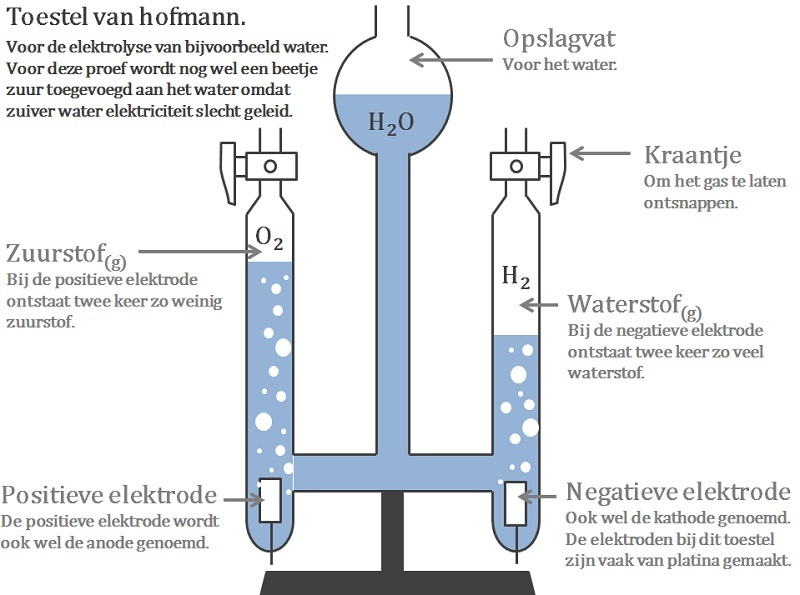 Toestel van hofmann.
Voor de elektrolyse van bijvoorbeeld water.
Voor deze proef wordt nog wel een beetje
zuur toegevoegd aan het water omdat
zuiver water elektriciteit slecht geleid.
Opslagvat
Voor het water.
H2O
Kraantje
Om het gas te laten
ontsnappen.
O2
Zuurstof(g)
Bij de positieve elektrode
ontstaat twee keer zo weinig
zuurstof.
H2
Waterstof(g)
Bij de negatieve elektrode
ontstaat twee keer zo veel
waterstof.
Positieve elektrode
De positieve elektrode wordt
ook wel de anode genoemd.
Negatieve elektrode
Ook wel de kathode genoemd.
De elektroden bij dit toestel
zijn vaak van platina gemaakt.